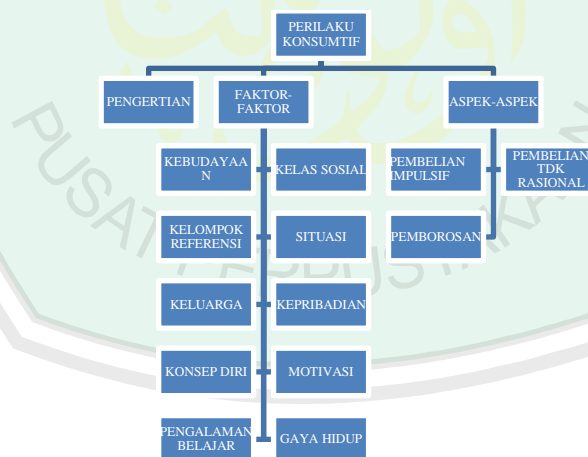 PERILAKU
KONSUMTIF
PENGERTIAN
FAKTOR-
FAKTOR
ASPEK-ASPEK
KEBUDAYAA
N
KELAS SOSIAL
PEMBELIAN
IMPULSIF
PEMBELIAN
TDK
RASIONAL
KELOMPOK
REFERENSI
SITUASI
PEMBOROSAN
KELUARGA
KEPRIBADIAN
KONSEP DIRI
MOTIVASI
PENGALAMAN
BELAJAR
GAYA HIDUP